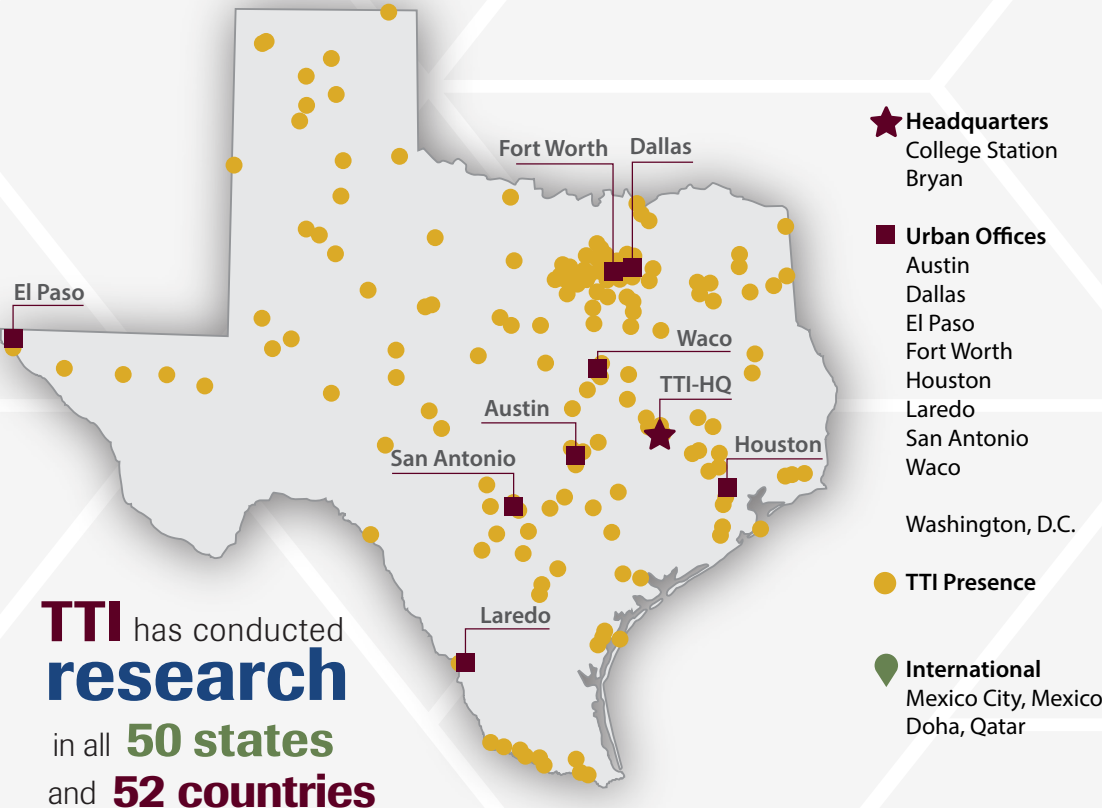 Fort Worth
Dallas
El Paso
Waco
TTI-HQ
Austin
Houston
San Antonio
Laredo
TTI has conducted
research
in all 50 states
and 52 countries
Headquarters
College Station
Bryan
Urban Offices
Austin
Dallas
El Paso
Fort Worth
Houston
Laredo
San Antonio
Waco
Washington, D.C.
TTI Presence
International
Mexico City, Mexico
Doha, Qatar